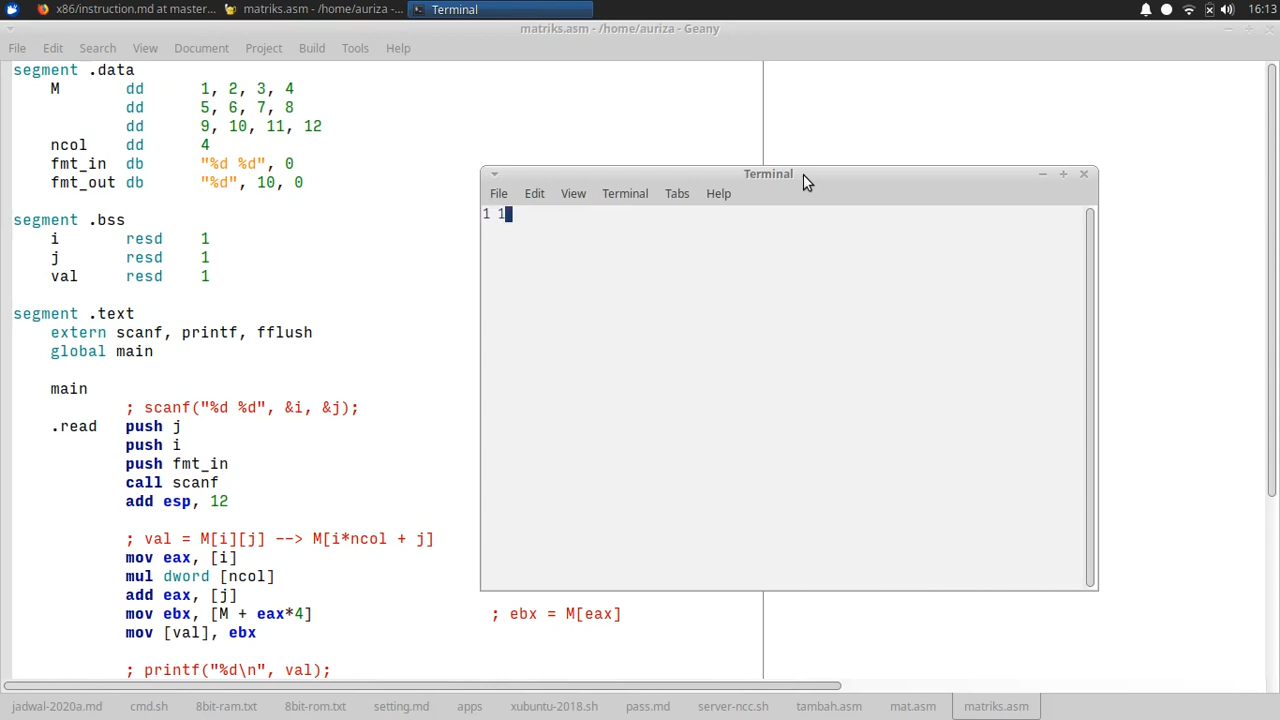 x86/instruction.md at master...
matriks.asm - /home/auriza -...
Terminal
16:13
matriks.asm - /home/auriza - Geany
File Edit Search View Document Project Build Tools Help
segment .data
M dd 1, 2, 3, 4
dd 5, 6, 7, 8
dd 9, 10, 11, 12
ncol dd 4
fmt_in db "%d %d", 0
fmt_out db "%d", 10, 0
segment .bss
i resd 1
j resd 1
val resd 1
segment .text
extern scanf, printf, fflush
global main
main
; scanf("%d %d", &i, &j);
.read push j
push i
push fmt_in
call scanf
add esp, 12
; val = M[i][j] --> M[i*ncol + j]
mov eax, [i]
mul dword [ncol]
add eax, [j]
mov ebx, [M + eax*4] ; ebx = M[eax]
mov [val], ebx
; printf("%d\n", val);
Terminal
File Edit View Terminal Tabs Help
1 1
jadwal-2020a.md cmd.sh 8bit-ram.txt 8bit-rom.txt setting.md apps xubuntu-2018.sh pass.md server-ncc.sh tambah.asm mat.asm matriks.asm